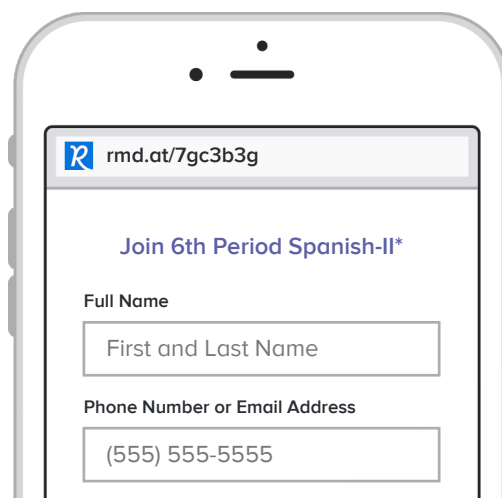 R rmd.at/7gc3b3g
Join 6th Period Spanish-II*
Full Name
First and Last Name
Phone Number or Email Address
(555) 555-5555